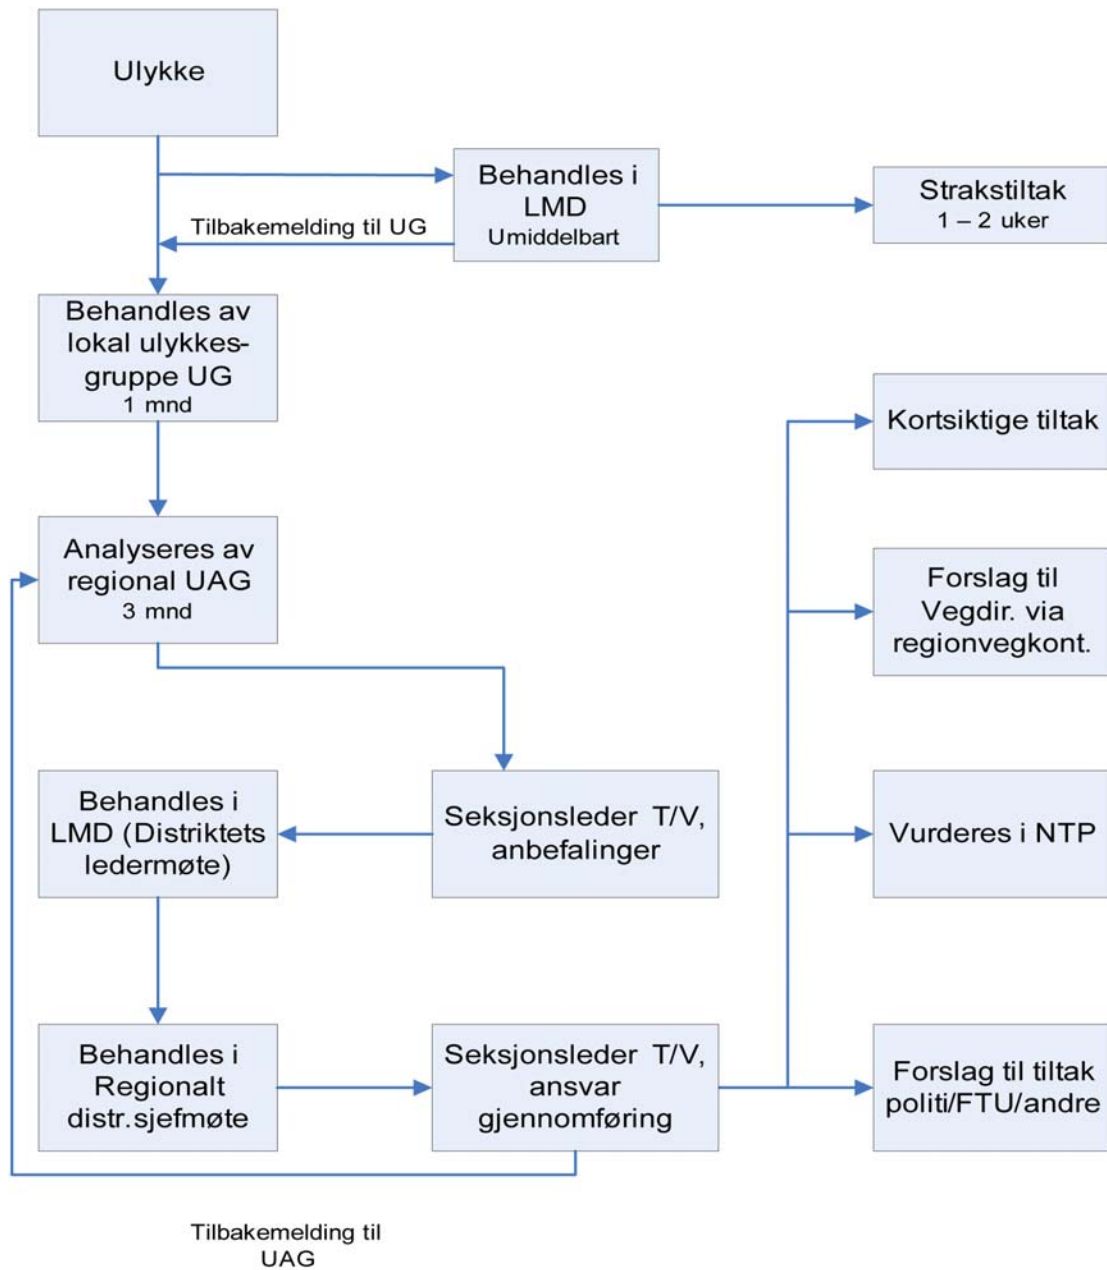 Ulykke
Behandles i
LMD
Umiddelbart
Strakstiltak
1 – 2 uker
Tilbakemelding til UG
Behandles av
lokal ulykkes-
gruppe UG
1 mnd
Kortsiktige tiltak
Analyseres av
regional UAG
3 mnd
Forslag til
Vegdir. via
regionvegkont.
Behandles i
LMD (Distriktets
ledermøte)
Seksjonsleder T/V,
anbefalinger
Vurderes i NTP
Behandles i
Regionalt
distr.sjefmøte
Seksjonsleder T/V,
ansvar
gjennomføring
Forslag til tiltak
politi/FTU/andre
Tilbakemelding til
UAG